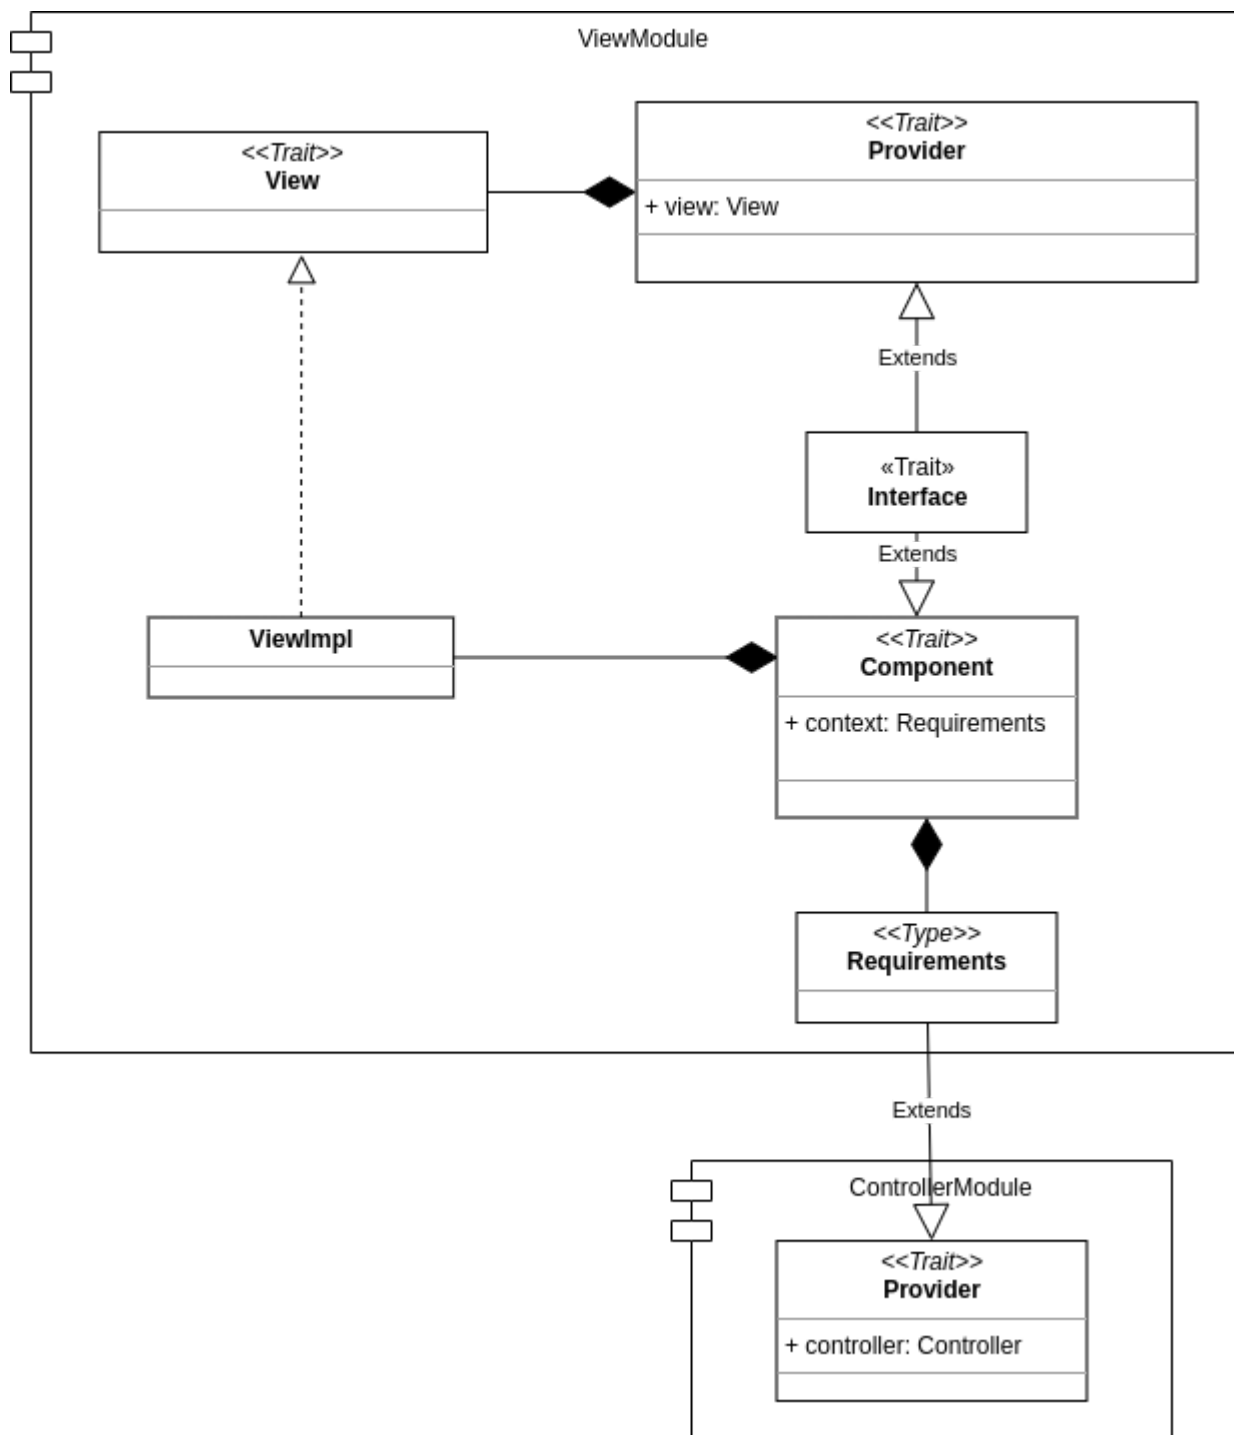 ViewModule
<<Trait>>
View
<<Trait>>
Provider
+ view: View
Extends
«Trait»
Interface
Extends
ViewImpl
<<Trait>>
Component
+ context: Requirements
<<Type>>
Requirements
Extends
ControllerModule
<<Trait>>
Provider
+ controller: Controller